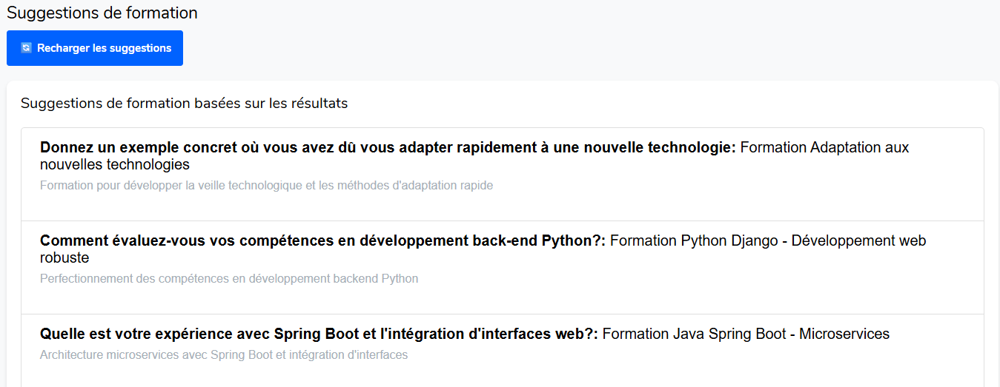 Suggestions de formation
Recharger les suggestions
Suggestions de formation basées sur les résultats
Donnez un exemple concret où vous avez dû vous adapter rapidement à une nouvelle technologie: Formation Adaptation aux
nouvelles technologies
Formation pour développer la veille technologique et les méthodes d'adaptation rapide
Comment évaluez-vous vos compétences en développement back-end Python?: Formation Python Django - Développement web
robuste
Perfectionnement des compétences en développement backend Python
Quelle est votre expérience avec Spring Boot et l'intégration d'interfaces web?: Formation Java Spring Boot - Microservices
Architecture microservices avec Spring Boot et intégration d'interfaces